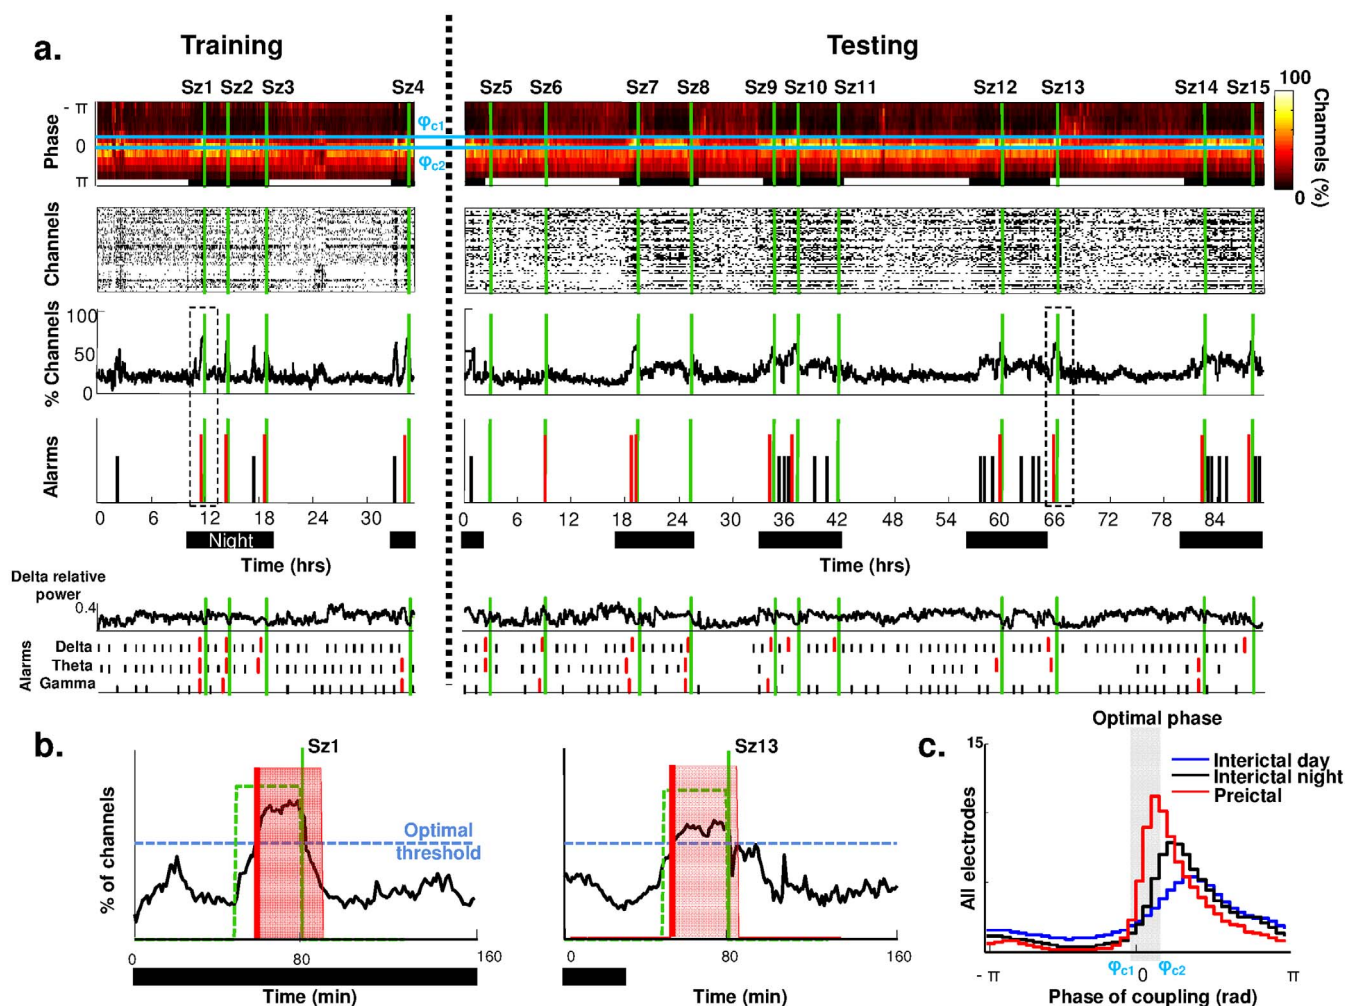 a.
Training
Testing
Sz1 Sz2 Sz3 Sz4 Sz5 Sz6 Sz7 Sz8 Sz9 Sz10 Sz11 Sz12 Sz13 Sz14 Sz15
Phase
- π
0
π
φc1
φc2
100
0
Channels (%)
Channels
% Channels
100
50
0
Alarms
0 6 12 18 24 30 0 6 12 18 24 30 36 42 48 54 60 66 72 78 84
Night
Time (hrs) Time (hrs)
Delta relative
power
0.4
Alarms
Delta
Theta
Gamma
b.
Sz1
% of channels
Optimal
threshold
0 80 160
Time (min)
Sz13
0 80 160
Time (min)
c.
Optimal phase
15
All electrodes
Interictal day
Interictal night
Preictal
- π φc1 0 φc2 π
Phase of coupling (rad)